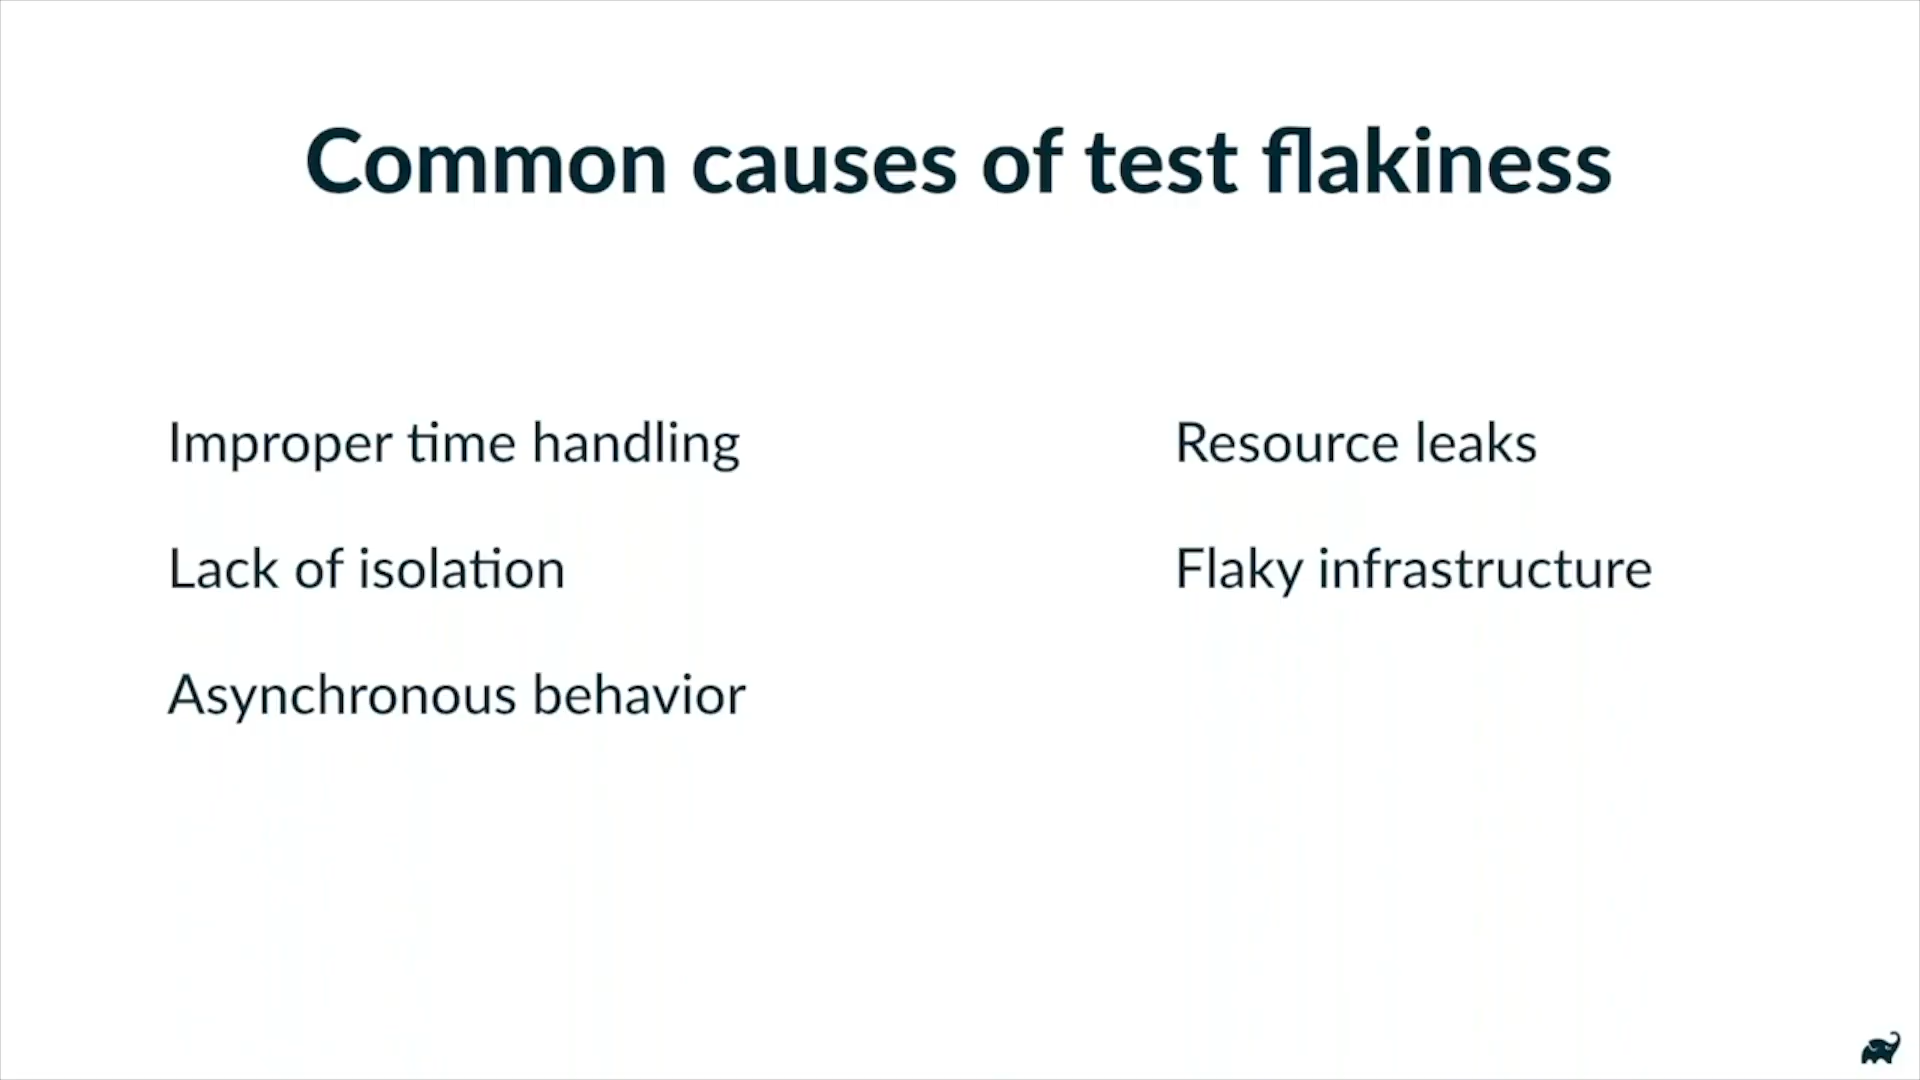 Common causes of test flakiness
Improper time handling
Lack of isolation
Asynchronous behavior
Resource leaks
Flaky infrastructure